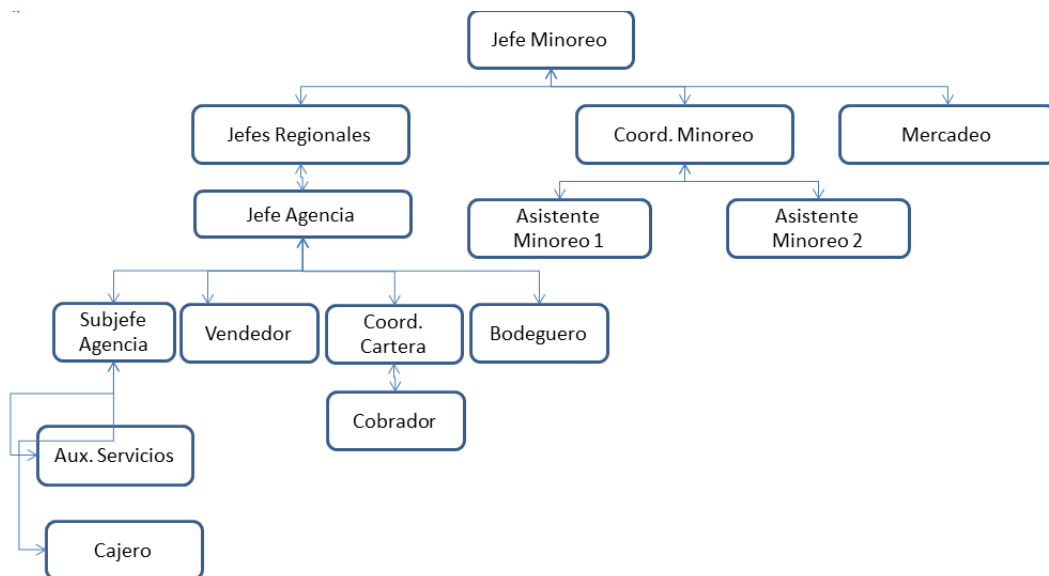 Jefe Minoreo
Jefes Regionales
Coord. Minoreo
Mercadeo
Jefe Agencia
Asistente
Minoreo 1
Asistente
Minoreo 2
Subjefe
Agencia
Vendedor
Coord.
Cartera
Bodeguero
Cobrador
Aux. Servicios
Cajero